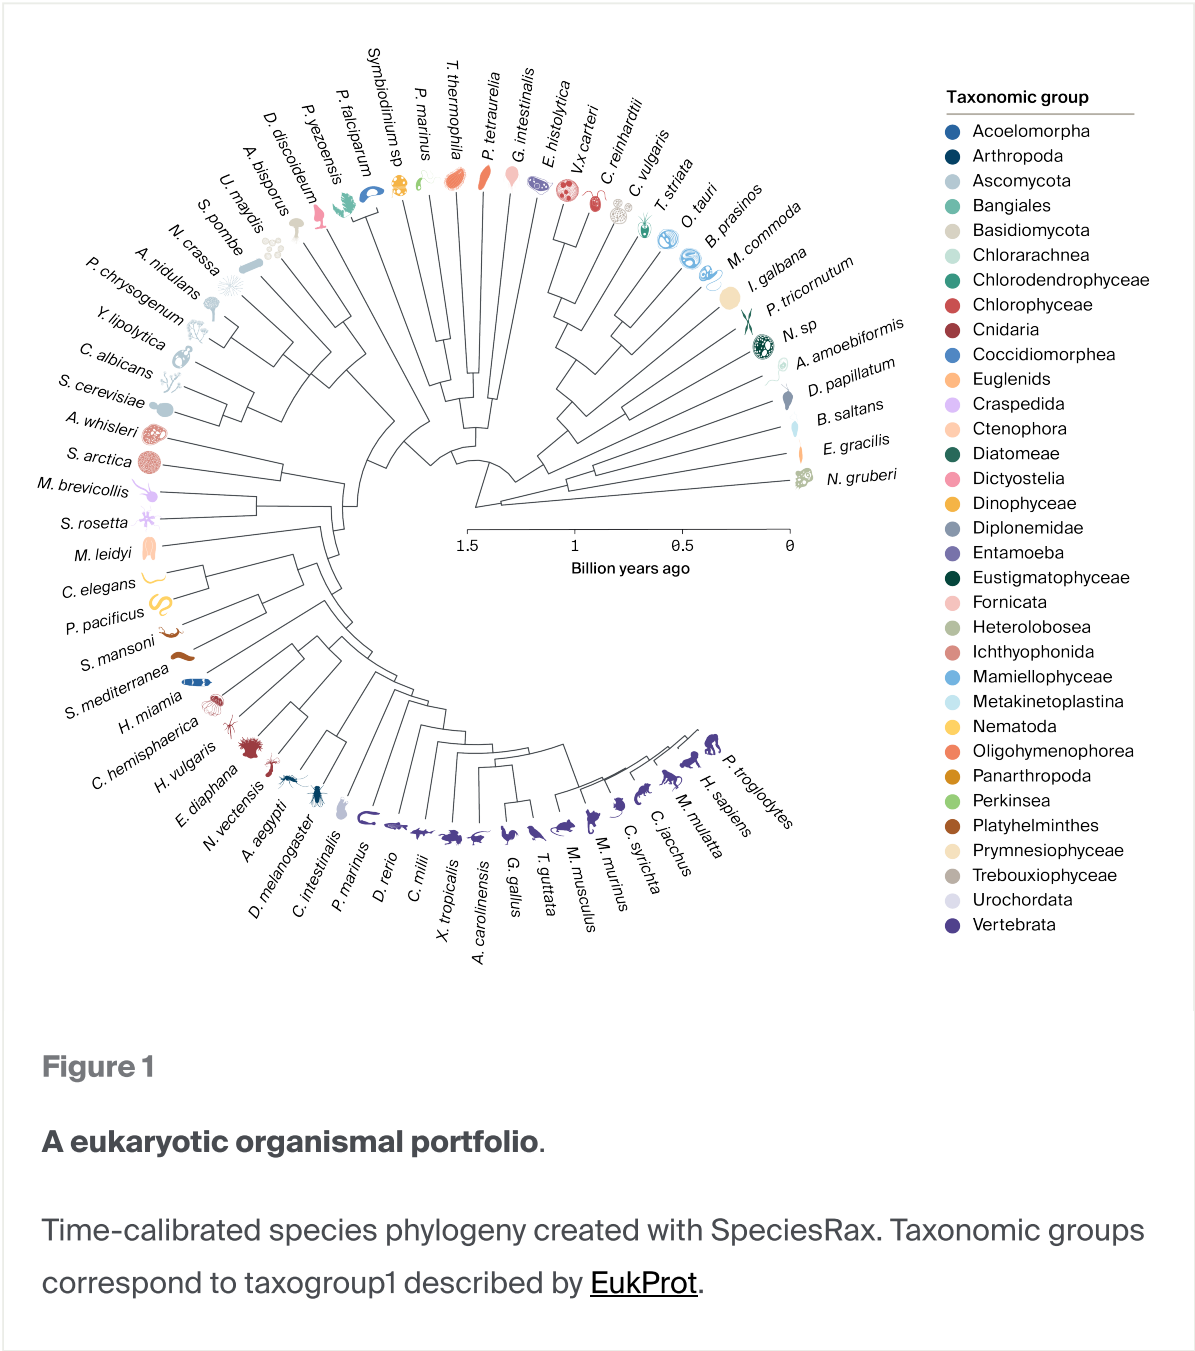 Symbiodinium sp
P. marinus
T. thermophila
P. tetraurelia
G. intestinalis
E. histolytica
V.x carteri
C. reinhardtii
C. vulgaris
T. striata
O. tauri
B. prasinos
M. commoda
I. galbana
P. tricornutum
N. sp
A. amoebiformis
D. papillatum
B. saltans
E. gracilis
N. gruberi
P. falciparum
P. yezoensis
D. discoideum
A. bisporus
U. maydis
S. pombe
N. crassa
A. nidulans
P. chrysogenum
Y. lipolytica
C. albicans
S. cerevisiae
A. whisleri
S. arctica
M. brevicollis
S. rosetta
M. leidyi
C. elegans
P. pacificus
S. mansoni
S. mediterranea
H. miamia
C. hemisphaerica
H. vulgaris
E. diaphana
N. vectensis
A. aegypti
D. melanogaster
C. intestinalis
P. marinus
D. rerio
C. milii
X. tropicalis
A. carolinensis
G. gallus
T. guttata
M. musculus
M. murinus
C. syrichta
C. jacchus
M. mulatta
H. sapiens
P. troglodytes
1.5 1 0.5 0
Billion years ago
Taxonomic group
Acoelomorpha
Arthropoda
Ascomycota
Bangiales
Basidiomycota
Chlorarachnea
Chlorodendrophyceae
Chlorophyceae
Cnidaria
Coccidiomorphea
Euglenids
Craspedida
Ctenophora
Diatomeae
Dictyostelia
Dinophyceae
Diplonemidae
Entamoeba
Eustigmatophyceae
Fornicata
Heterolobosea
Ichthyophonida
Mamiellophyceae
Metakinetoplastina
Nematoda
Oligohymenophorea
Panarthropoda
Perkinsea
Platyhelminthes
Prymnesiophyceae
Trebouxiophyceae
Urochordata
Vertebrata
Figure 1
A eukaryotic organismal portfolio.
Time-calibrated species phylogeny created with SpeciesRax. Taxonomic groups
correspond to taxogroup1 described by EukProt.